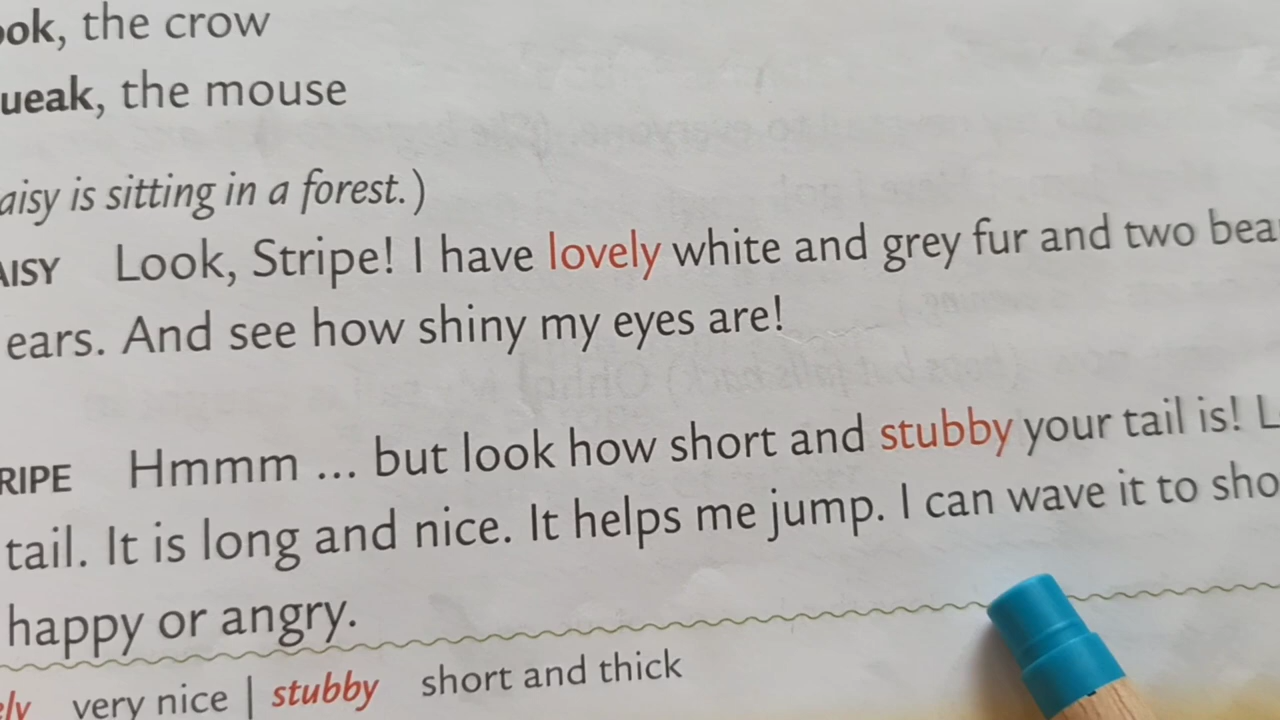 ook, the crow
ueak, the mouse
aisy is sitting in a forest.)
AISY Look, Stripe! I have lovely white and grey fur and two bea
ears. And see how shiny my eyes are!
RIPE Hmmm ... but look how short and stubby your tail is! L
tail. It is long and nice. It helps me jump. I can wave it to sho
happy or angry.
ely very nice | stubby short and thick